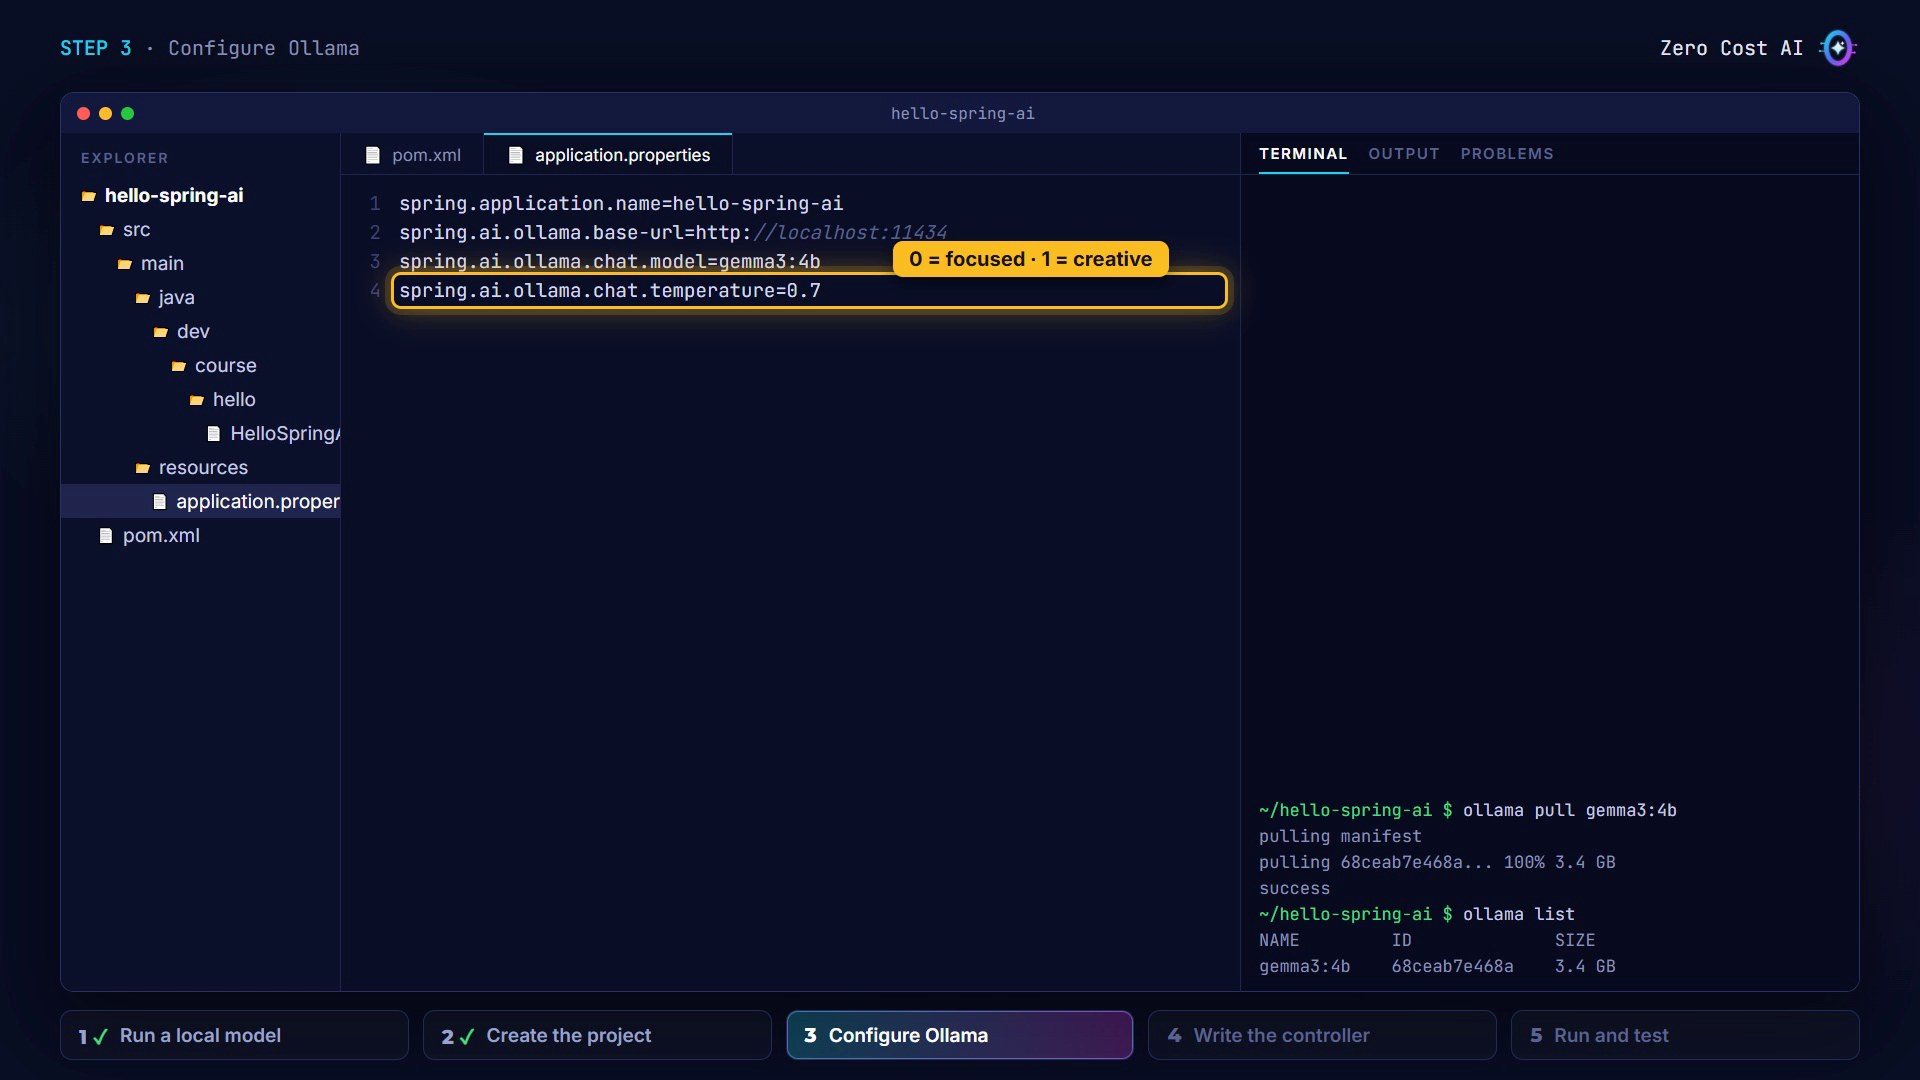 STEP 3 · Configure Ollama
Zero Cost AI
hello-spring-ai
EXPLORER
hello-spring-ai
src
main
java
dev
course
hello
HelloSpringA
resources
application.proper
pom.xml
pom.xml
application.properties
1 spring.application.name=hello-spring-ai
2 spring.ai.ollama.base-url=http://localhost:11434
0 = focused · 1 = creative
3 spring.ai.ollama.chat.model=gemma3:4b
4 spring.ai.ollama.chat.temperature=0.7
TERMINAL OUTPUT PROBLEMS
~/hello-spring-ai $ ollama pull gemma3:4b
pulling manifest
pulling 68ceab7e468a... 100% 3.4 GB
success
~/hello-spring-ai $ ollama list
NAME ID SIZE
gemma3:4b 68ceab7e468a 3.4 GB
1 ✓ Run a local model
2 ✓ Create the project
3 Configure Ollama
4 Write the controller
5 Run and test